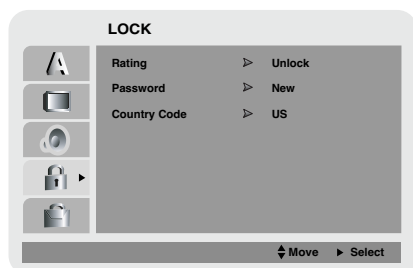 LOCK
Rating Unlock
Password New
Country Code US
Move Select